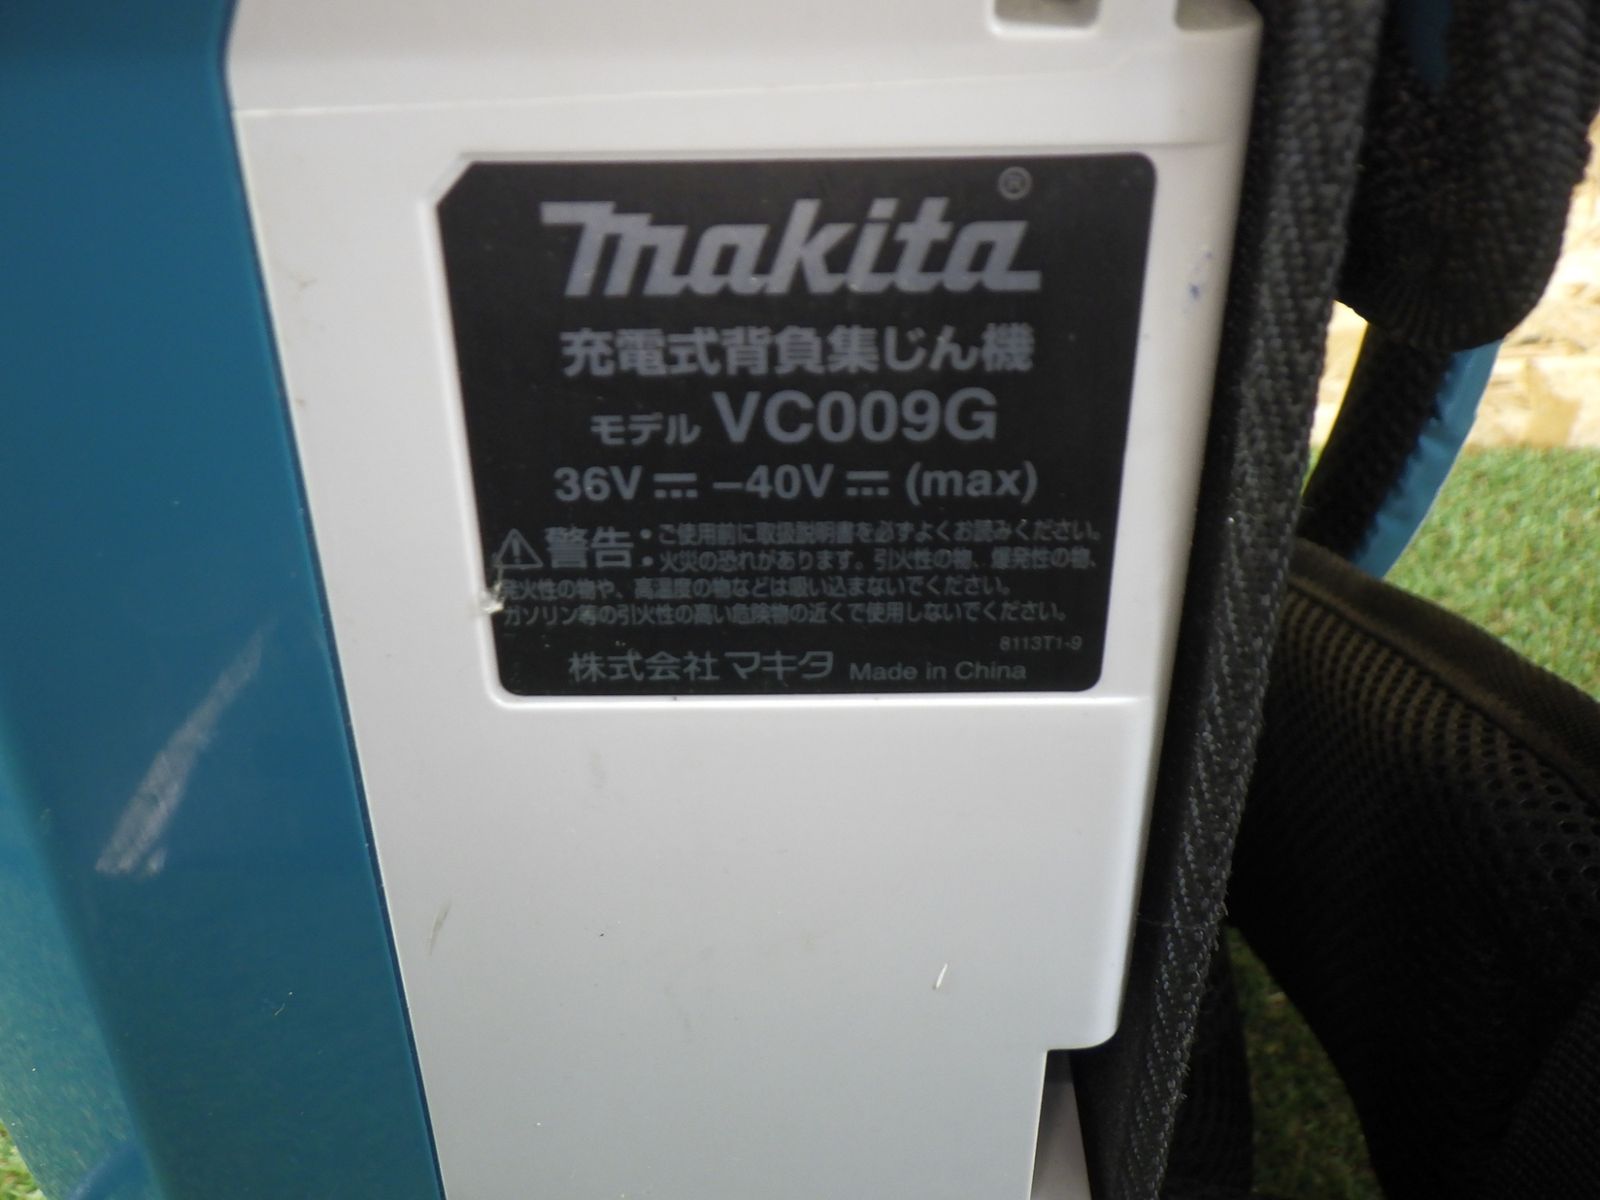 makita®
充電式背負集じん機
モデル VC009G
36V ⎓ –40V ⎓ (max)
⚠警告・ご使用前に取扱説明書を必ずよくお読みください。
・火災の恐れがあります。引火性の物、爆発性の物、
発火性の物や、高温度の物などは吸い込まないでください。
ガソリン等の引火性の高い危険物の近くで使用しないでください。
8113T1-9
株式会社マキタ Made in China